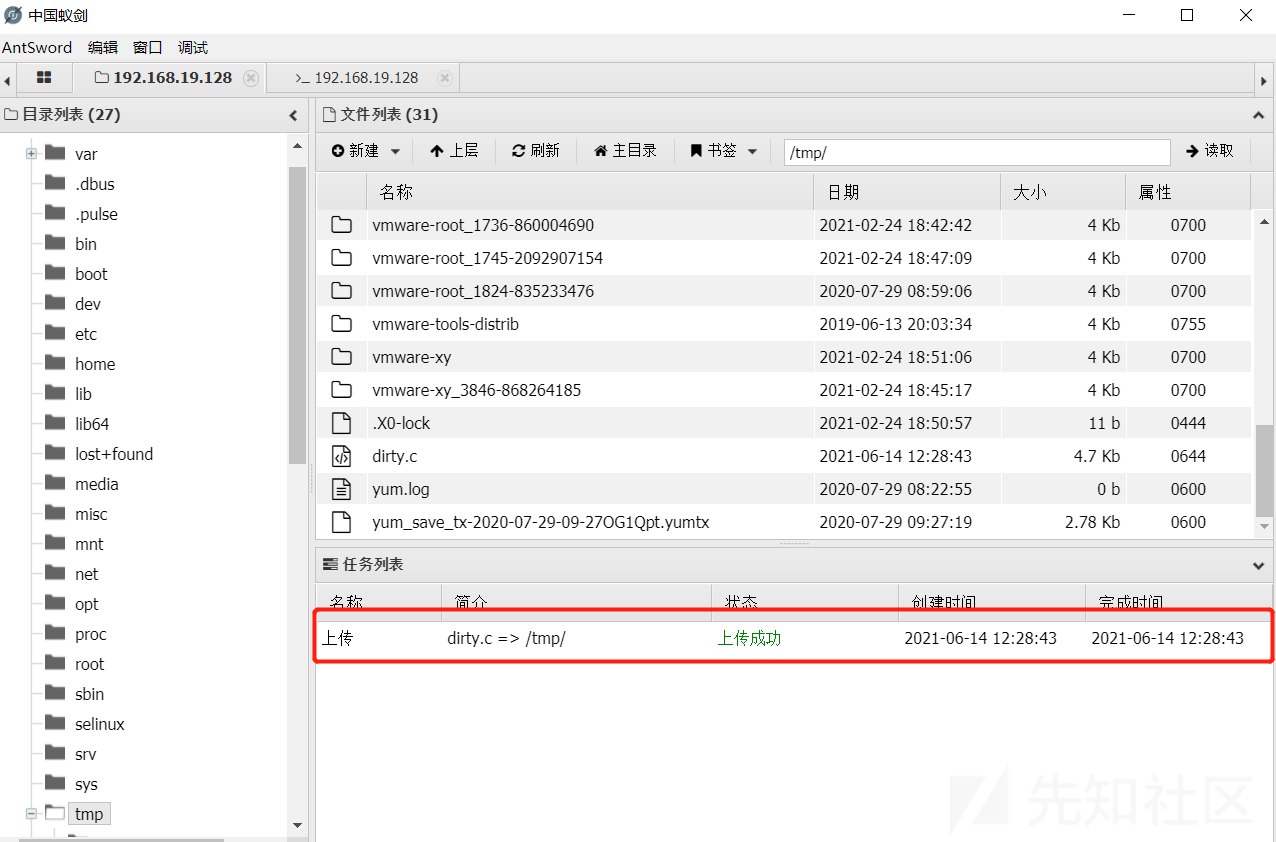 中国蚁剑
AntSword 编辑 窗口 调试
192.168.19.128 >_ 192.168.19.128
目录列表 (27)
var
.dbus
.pulse
bin
boot
dev
etc
home
lib
lib64
lost+found
media
misc
mnt
net
opt
proc
root
sbin
selinux
srv
sys
tmp
文件列表 (31)
新建 上层 刷新 主目录 书签 /tmp/ 读取
名称 日期 大小 属性
vmware-root_1736-860004690 2021-02-24 18:42:42 4 Kb 0700
vmware-root_1745-2092907154 2021-02-24 18:47:09 4 Kb 0700
vmware-root_1824-835233476 2020-07-29 08:59:06 4 Kb 0700
vmware-tools-distrib 2019-06-13 20:03:34 4 Kb 0755
vmware-xy 2021-02-24 18:51:06 4 Kb 0700
vmware-xy_3846-868264185 2021-02-24 18:45:17 4 Kb 0700
.X0-lock 2021-02-24 18:50:57 11 b 0444
dirty.c 2021-06-14 12:28:43 4.7 Kb 0644
yum.log 2020-07-29 08:22:55 0 b 0600
yum_save_tx-2020-07-29-09-27OG1Qpt.yumtx 2020-07-29 09:27:19 2.78 Kb 0600
任务列表
名称 简介 状态 创建时间 完成时间
上传 dirty.c => /tmp/ 上传成功 2021-06-14 12:28:43 2021-06-14 12:28:43
先知社区